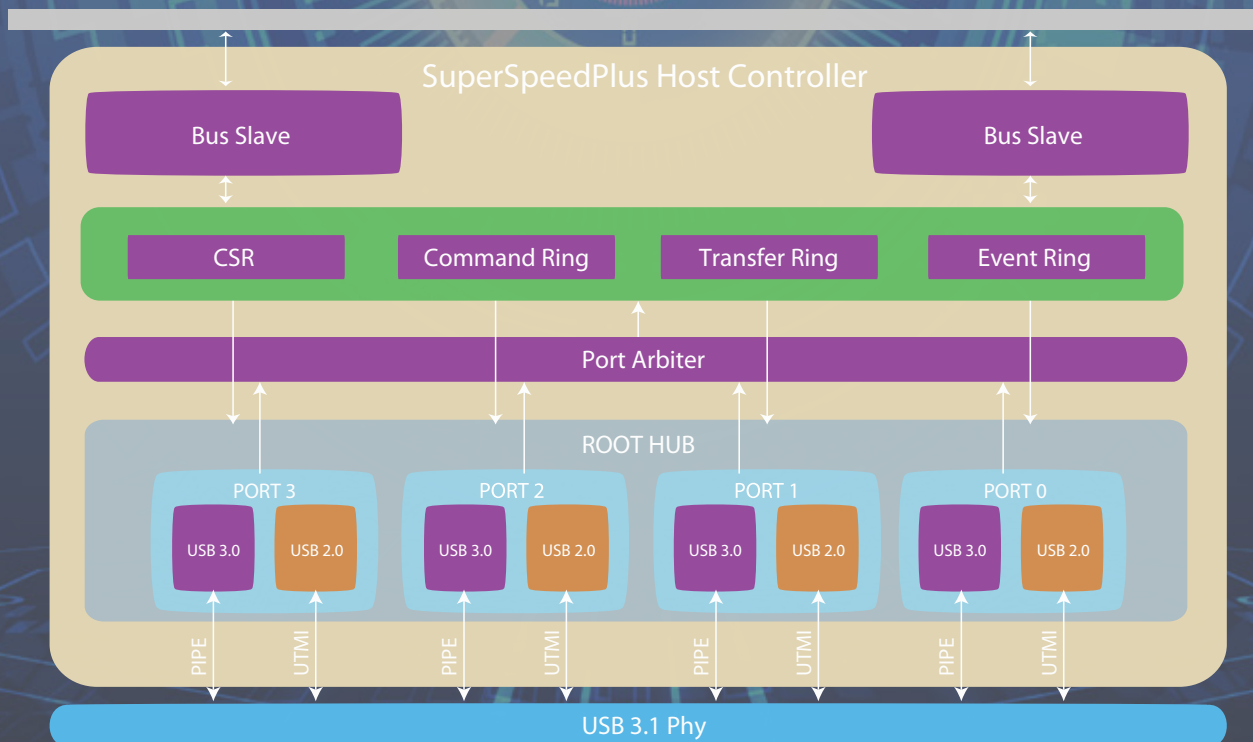 SuperSpeedPlus Host Controller
Bus Slave
Bus Slave
CSR
Command Ring
Transfer Ring
Event Ring
Port Arbiter
ROOT HUB
PORT 3
PORT 2
PORT 1
PORT 0
USB 3.0
USB 2.0
USB 3.0
USB 2.0
USB 3.0
USB 2.0
USB 3.0
USB 2.0
PIPE
UTMI
PIPE
UTMI
PIPE
UTMI
PIPE
UTMI
USB 3.1 Phy